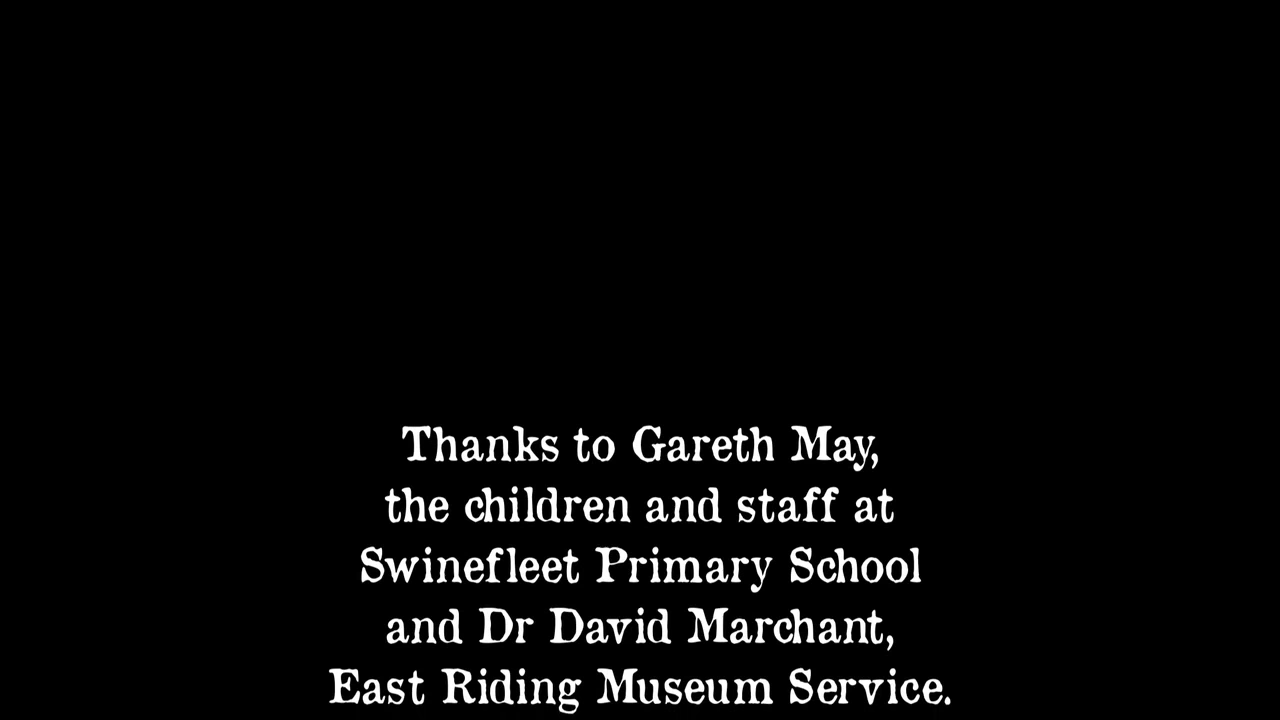 Thanks to Gareth May,
the children and staff at
Swinefleet Primary School
and Dr David Marchant,
East Riding Museum Service.